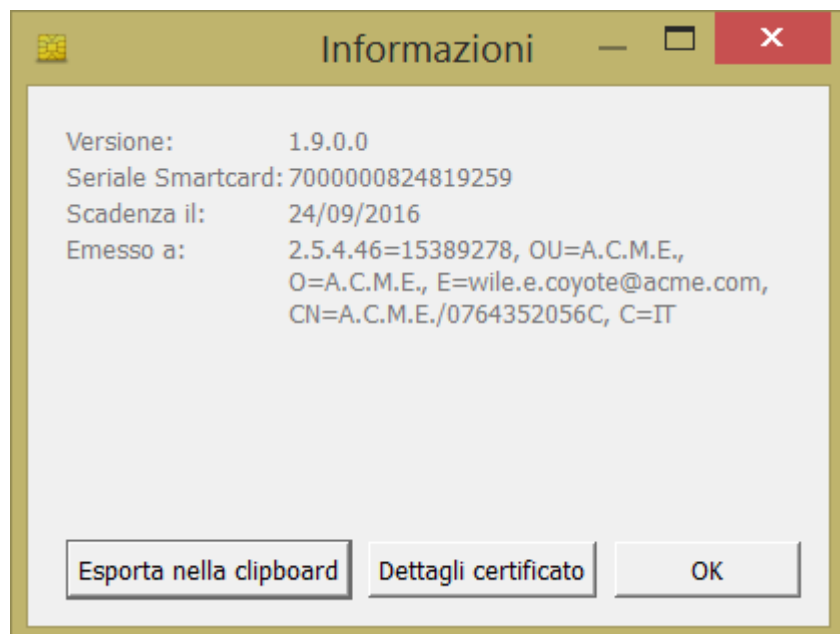 Informazioni
Versione: 1.9.0.0
Seriale Smartcard: 7000000824819259
Scadenza il: 24/09/2016
Emesso a: 2.5.4.46=15389278, OU=A.C.M.E.,
O=A.C.M.E., E=wile.e.coyote@acme.com,
CN=A.C.M.E./0764352056C, C=IT
Esporta nella clipboard Dettagli certificato OK